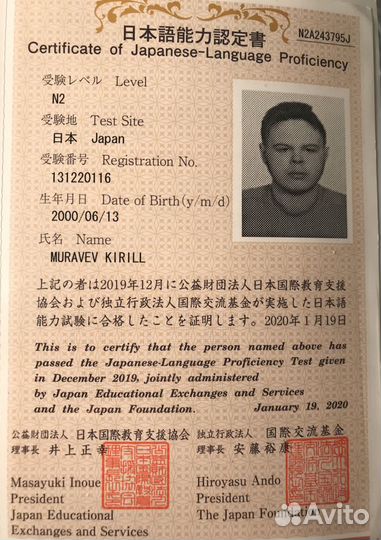 日本語能力認定書
N2A243795J
Certificate of Japanese-Language Proficiency
受験レベル Level
N2
受験地 Test Site
日本 Japan
受験番号 Registration No.
131220116
生年月日 Date of Birth(y/m/d)
2000/06/13
氏名 Name
MURAVEV KIRILL
上記の者は2019年12月に公益財団法人日本国際教育支援
協会および独立行政法人国際交流基金が実施した日本語
能力試験に合格したことを証明します。2020年1月19日
This is to certify that the person named above has
passed the Japanese-Language Proficiency Test given
in December 2019, jointly administered
by Japan Educational Exchanges and Services
and the Japan Foundation. January 19, 2020
公益財団法人 日本国際教育支援協会
理事長 井上正幸
Masayuki Inoue
President
Japan Educational
Exchanges and Services
独立行政法人 国際交流基金
理事長 安藤裕康
Hiroyasu Ando
President
The Japan Foundation
Avito